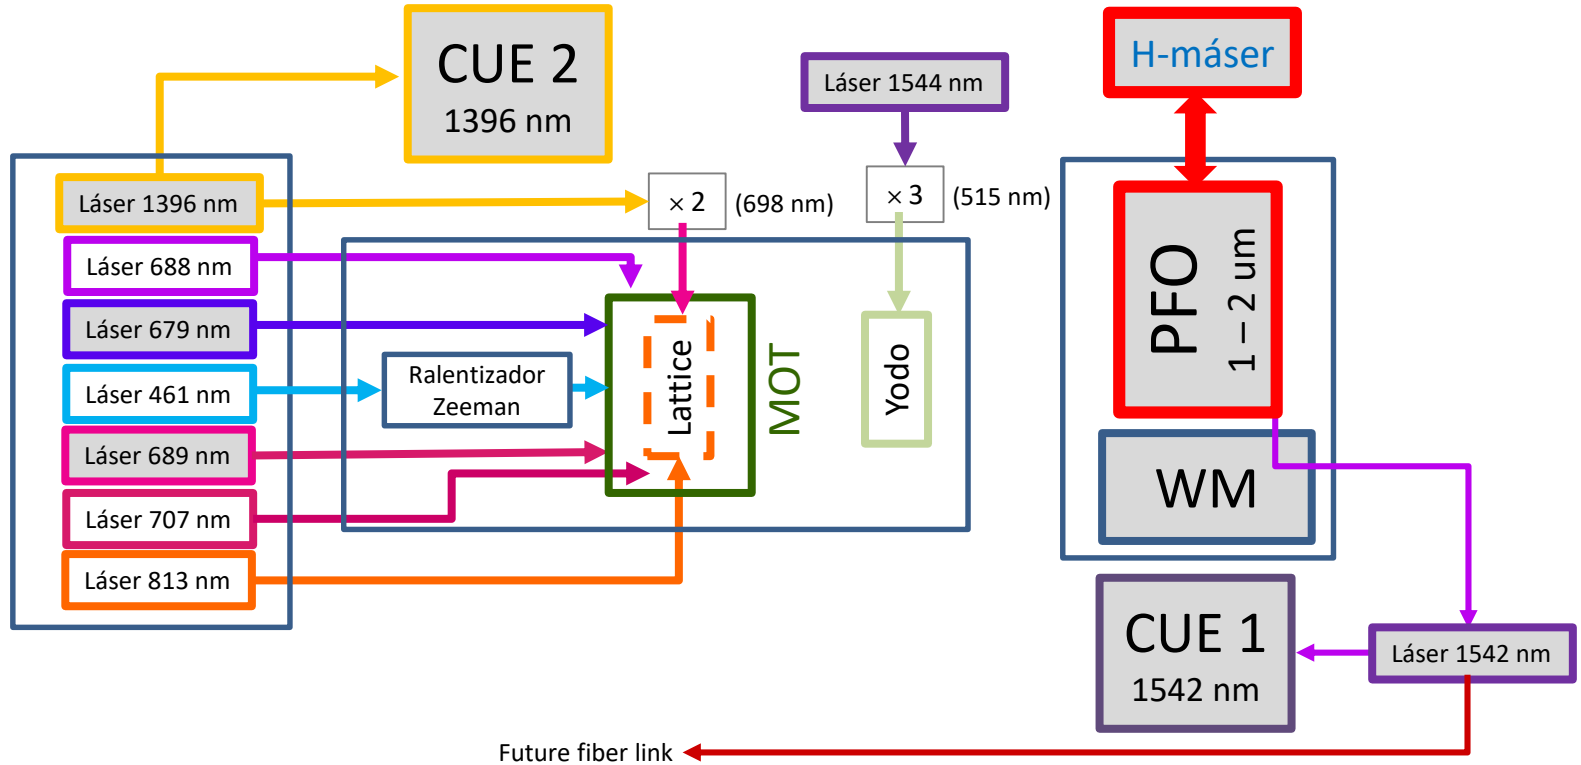 CUE 2
1396 nm
Láser 1544 nm
H-máser
Láser 1396 nm
× 2
(698 nm)
× 3
(515 nm)
Láser 688 nm
Láser 679 nm
Láser 461 nm
Láser 689 nm
Láser 707 nm
Láser 813 nm
Ralentizador
Zeeman
Lattice
MOT
Yodo
PFO
1 – 2 um
WM
CUE 1
1542 nm
Láser 1542 nm
Future fiber link